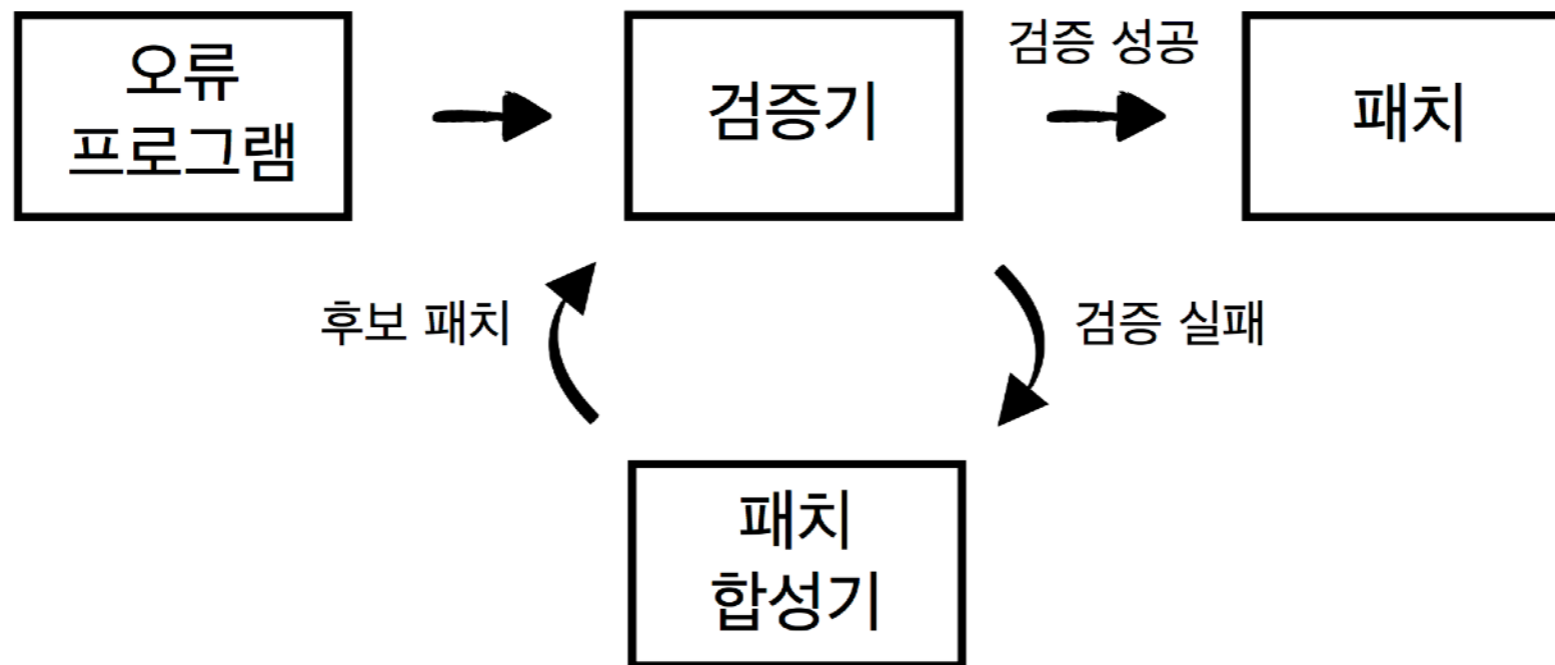 오류
프로그램
검증기
검증 성공
패치
후보 패치
검증 실패
패치
합성기